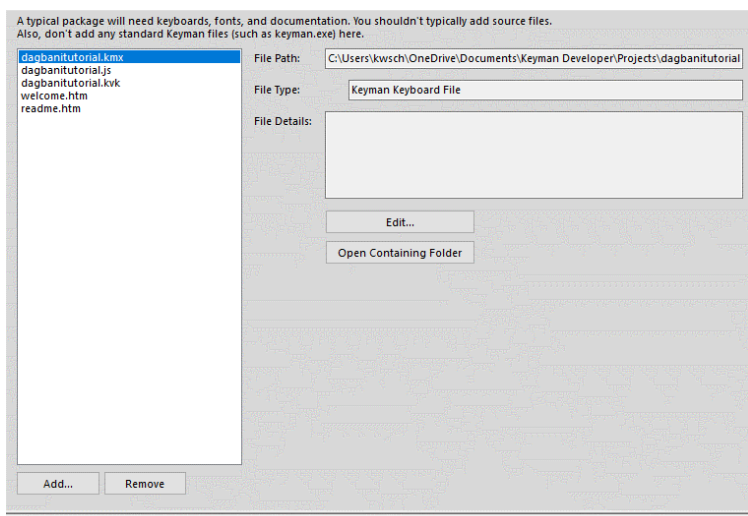 A typical package will need keyboards, fonts, and documentation. You shouldn't typically add source files.
Also, don't add any standard Keyman files (such as keyman.exe) here.
dagbanitutorial.kmx
dagbanitutorial.js
dagbanitutorial.kvk
welcome.htm
readme.htm
File Path:
C:\Users\kwsch\OneDrive\Documents\Keyman Developer\Projects\dagbanitutorial
File Type:
Keyman Keyboard File
File Details:
Edit...
Open Containing Folder
Add...
Remove